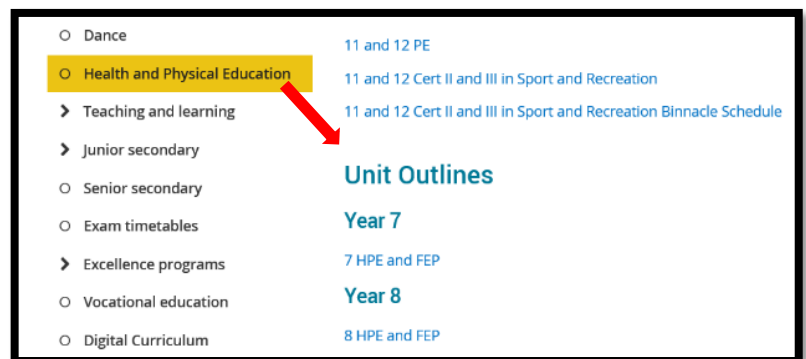 Dance
Health and Physical Education
Teaching and learning
Junior secondary
Senior secondary
Exam timetables
Excellence programs
Vocational education
Digital Curriculum
11 and 12 PE
11 and 12 Cert II and III in Sport and Recreation
11 and 12 Cert II and III in Sport and Recreation Binnacle Schedule
Unit Outlines
Year 7
7 HPE and FEP
Year 8
8 HPE and FEP